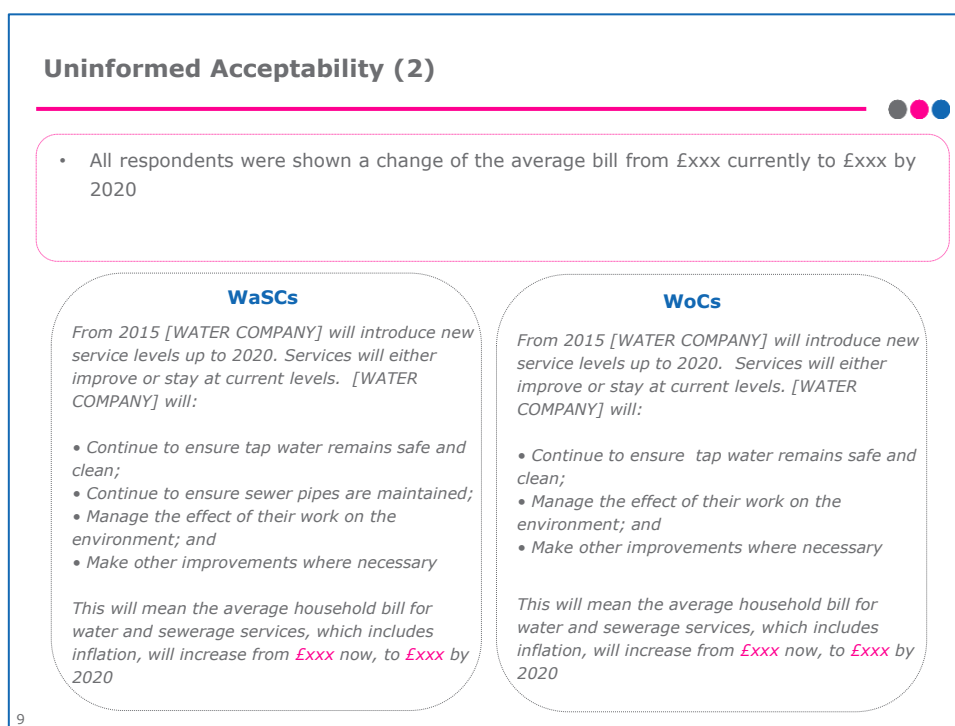 Uninformed Acceptability (2)
• All respondents were shown a change of the average bill from £xxx currently to £xxx by
2020
WaSCs
From 2015 [WATER COMPANY] will introduce new
service levels up to 2020. Services will either
improve or stay at current levels. [WATER
COMPANY] will:
• Continue to ensure tap water remains safe and
clean;
• Continue to ensure sewer pipes are maintained;
• Manage the effect of their work on the
environment; and
• Make other improvements where necessary
This will mean the average household bill for
water and sewerage services, which includes
inflation, will increase from £xxx now, to £xxx by
2020
WoCs
From 2015 [WATER COMPANY] will introduce new
service levels up to 2020. Services will either
improve or stay at current levels. [WATER
COMPANY] will:
• Continue to ensure tap water remains safe and
clean;
• Manage the effect of their work on the
environment; and
• Make other improvements where necessary
This will mean the average household bill for
water and sewerage services, which includes
inflation, will increase from £xxx now, to £xxx by
2020
9